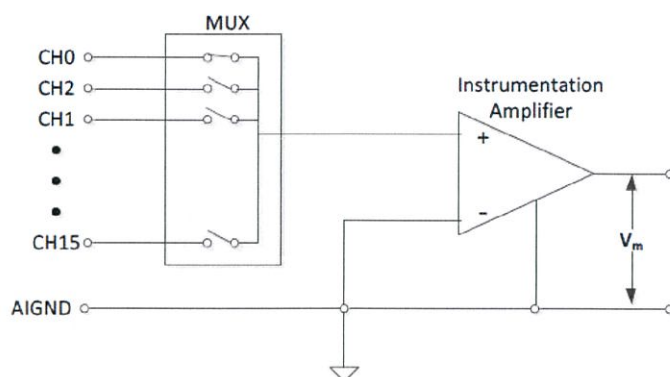 MUX
CH0
CH2
CH1
Instrumentation
Amplifier
+
-
CH15
Vm
AIGND